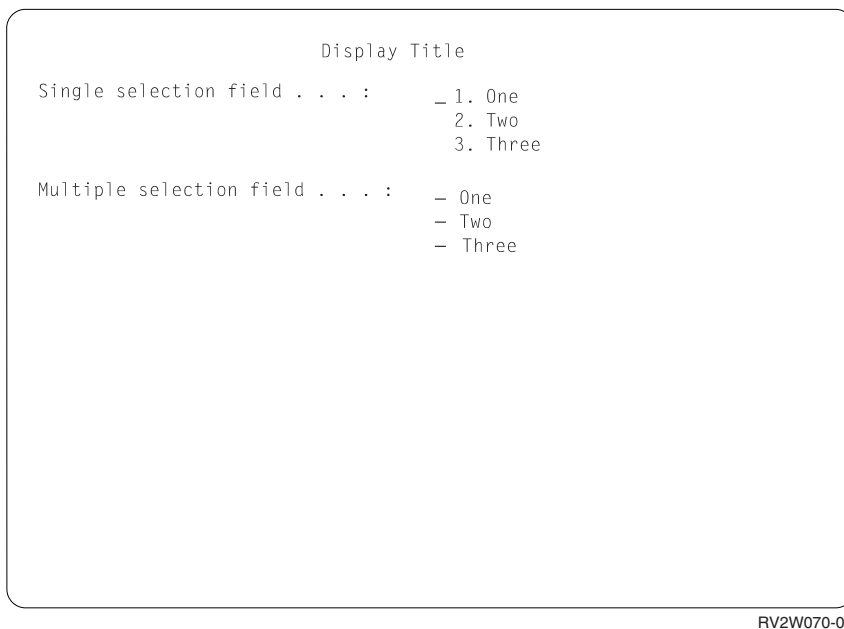 Display Title
Single selection field . . . : _ 1. One
2. Two
3. Three
Multiple selection field . . . : — One
— Two
— Three
RV2W070-0